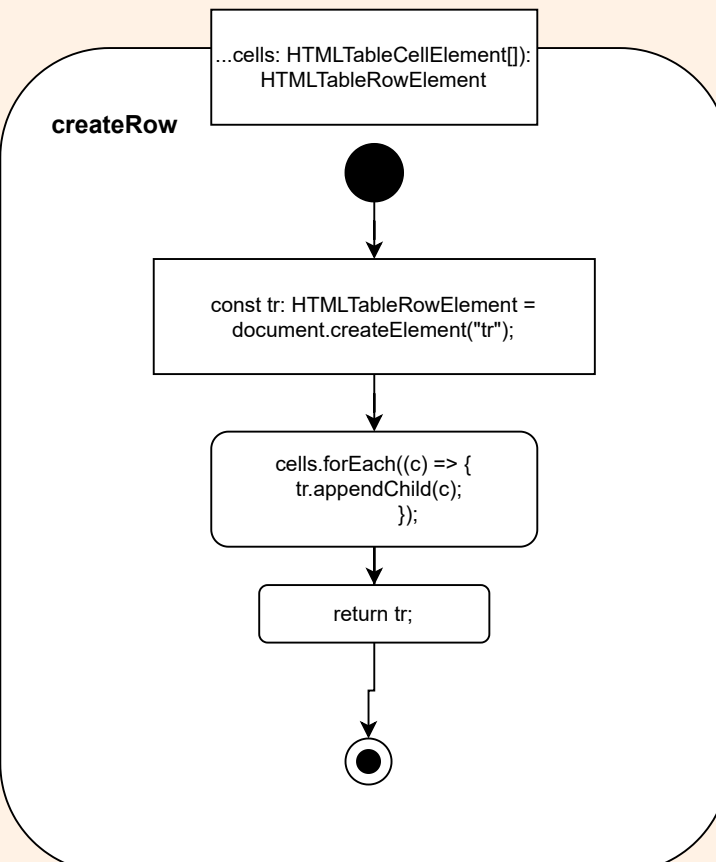 ...cells: HTMLTableCellElement[]):
HTMLTableRowElement
createRow
const tr: HTMLTableRowElement =
document.createElement("tr");
cells.forEach((c) => {
tr.appendChild(c);
});
return tr;